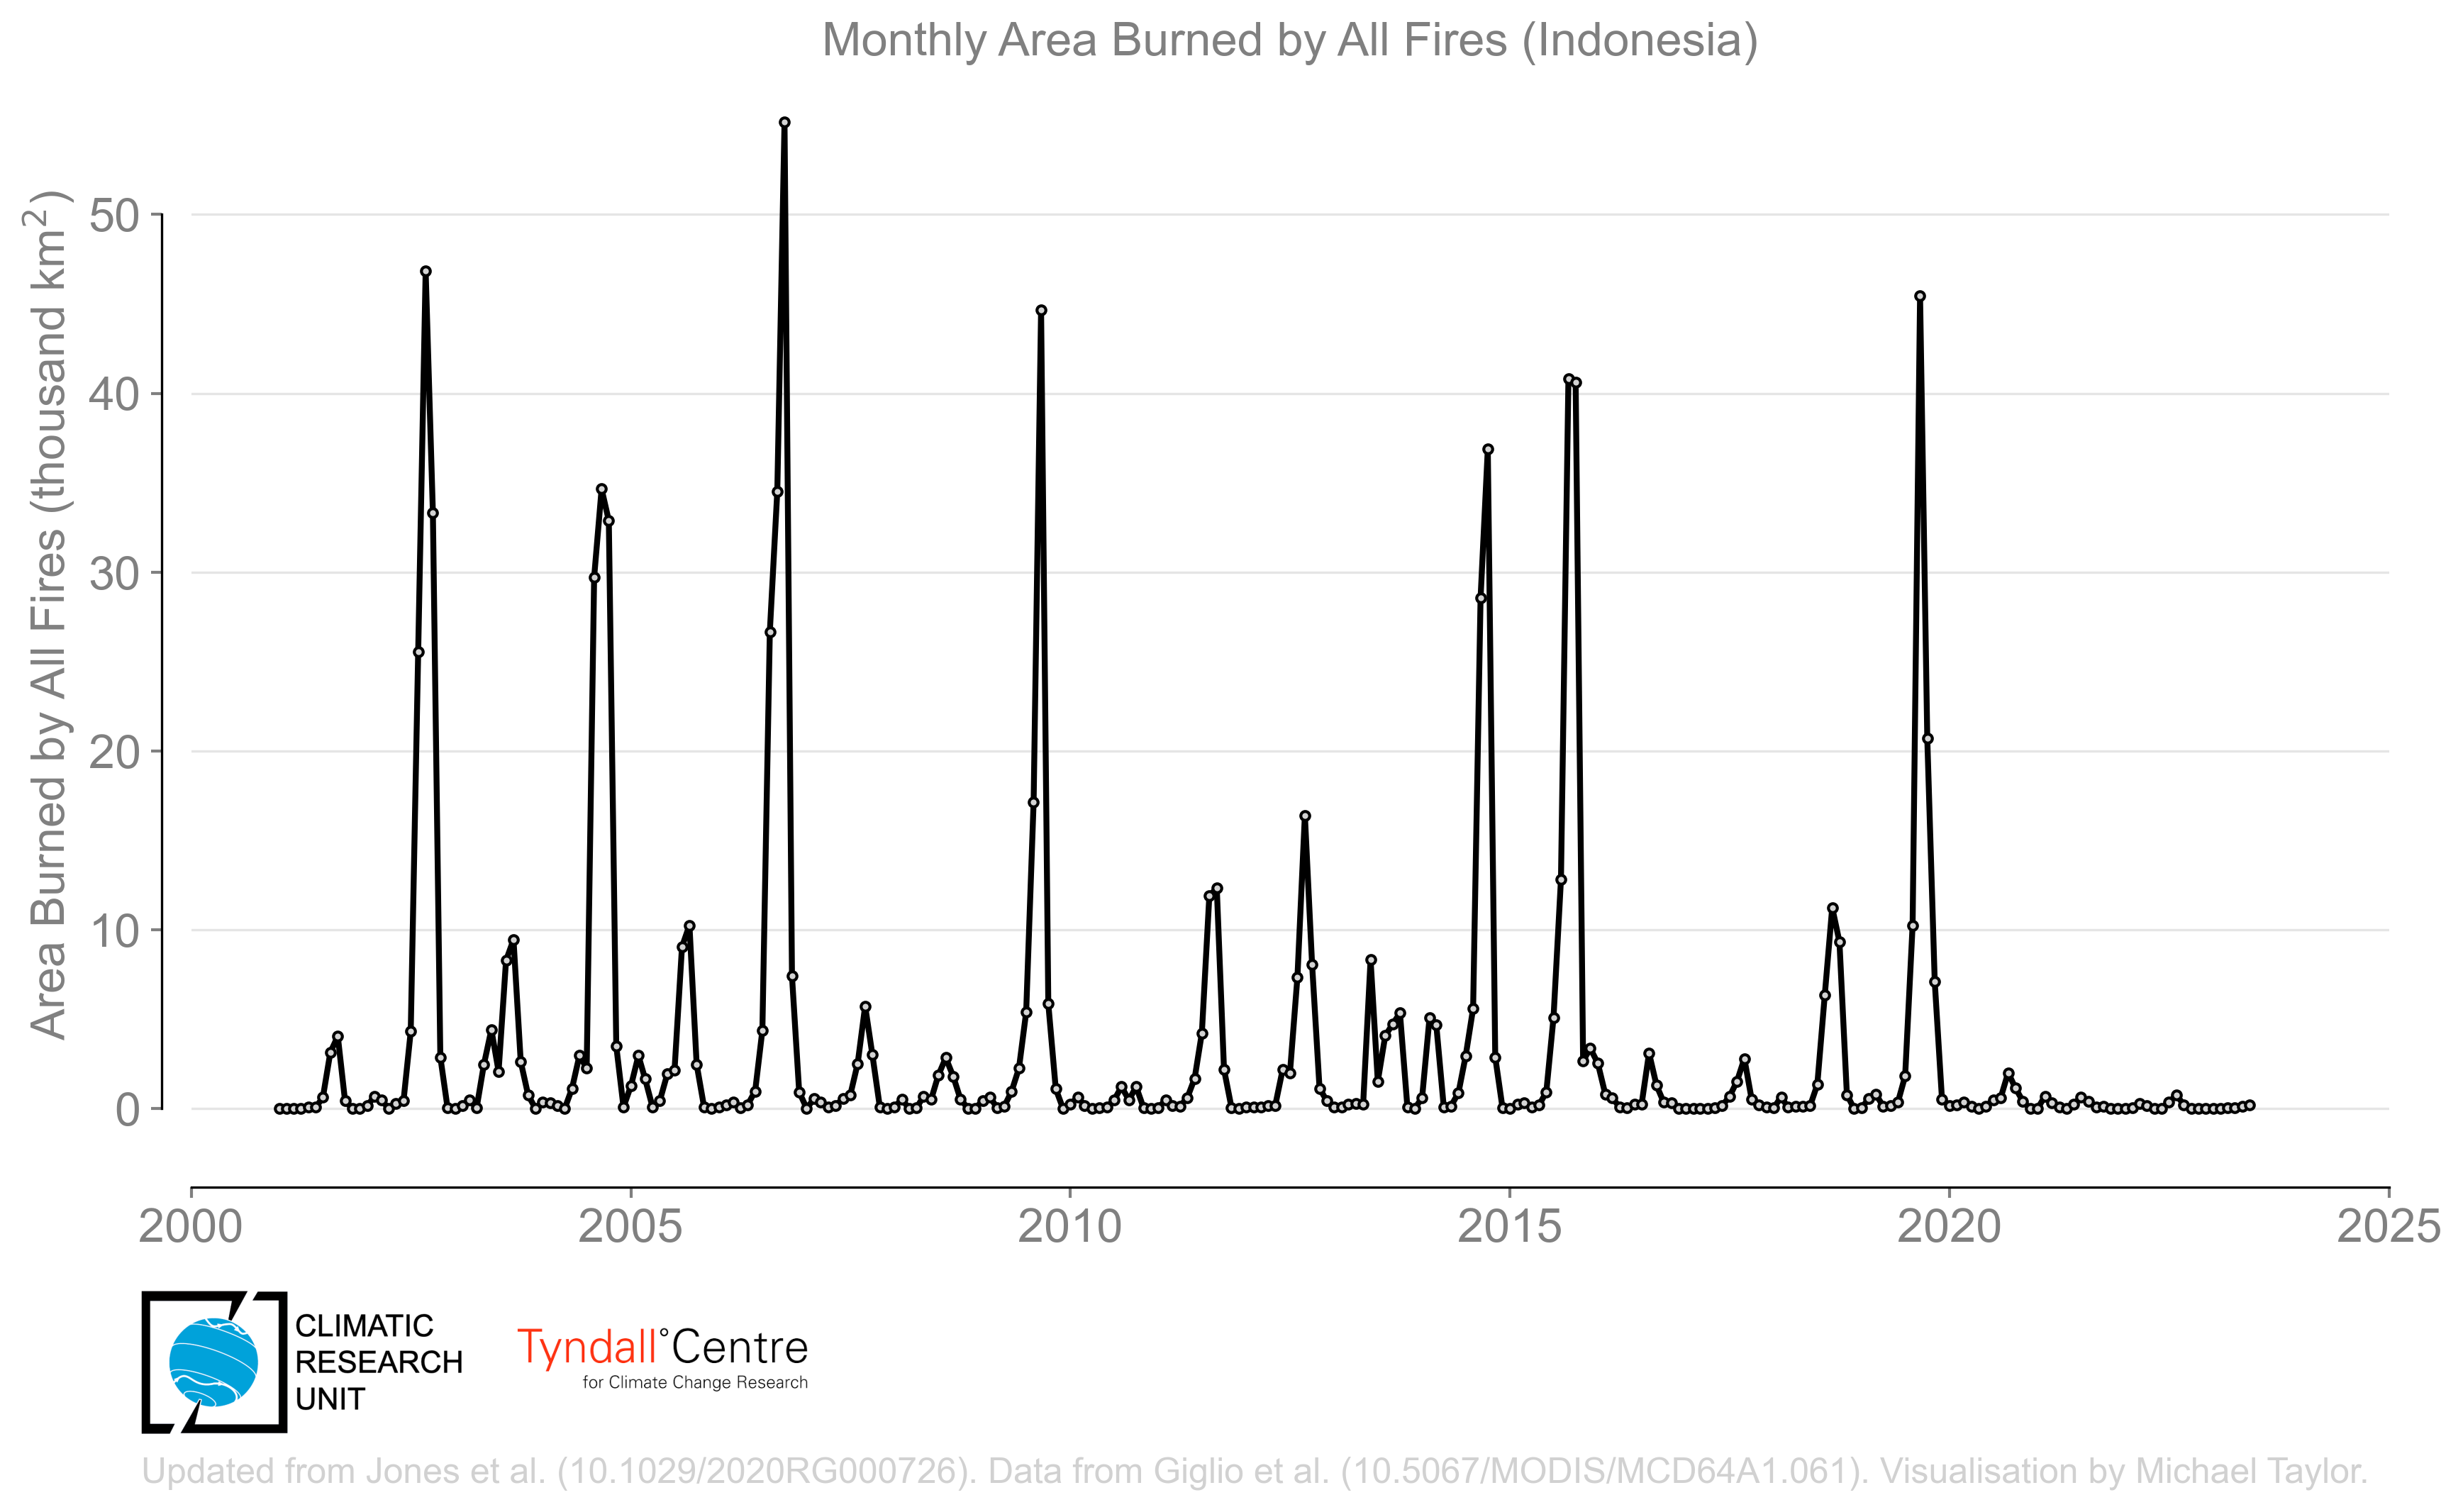 Monthly Area Burned by All Fires (Indonesia)
Area Burned by All Fires (thousand km²)
50
40
30
20
10
0
2000 2005 2010 2015 2020 2025
CLIMATIC
RESEARCH
UNIT
Tyndall°Centre
for Climate Change Research
Updated from Jones et al. (10.1029/2020RG000726). Data from Giglio et al. (10.5067/MODIS/MCD64A1.061). Visualisation by Michael Taylor.